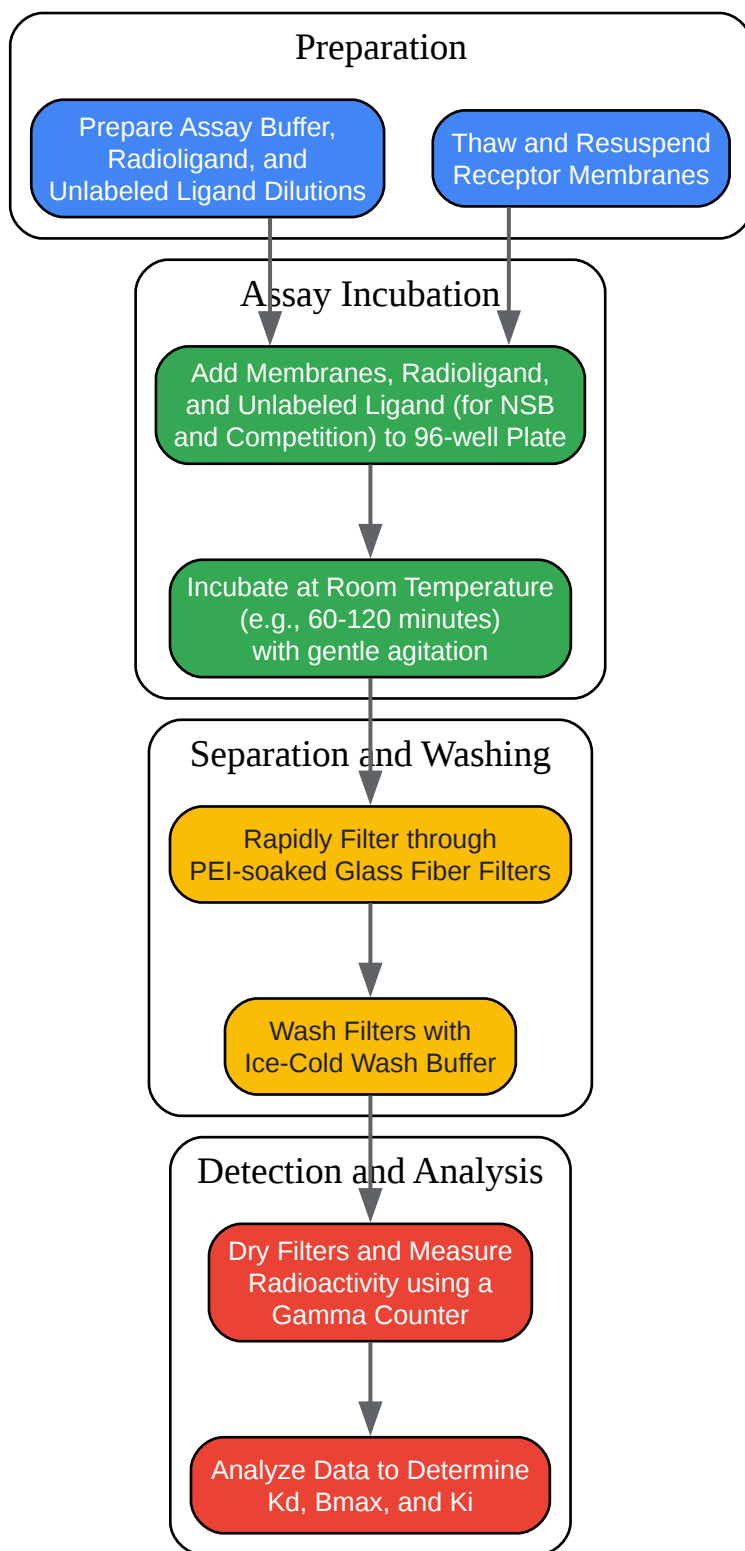 Preparation
Prepare Assay Buffer,
Radioligand, and
Unlabeled Ligand Dilutions
Thaw and Resuspend
Receptor Membranes
Assay Incubation
Add Membranes, Radioligand,
and Unlabeled Ligand (for NSB
and Competition) to 96-well Plate
Incubate at Room Temperature
(e.g., 60-120 minutes)
with gentle agitation
Separation and Washing
Rapidly Filter through
PEI-soaked Glass Fiber Filters
Wash Filters with
Ice-Cold Wash Buffer
Detection and Analysis
Dry Filters and Measure
Radioactivity using a
Gamma Counter
Analyze Data to Determine
Kd, Bmax, and Ki